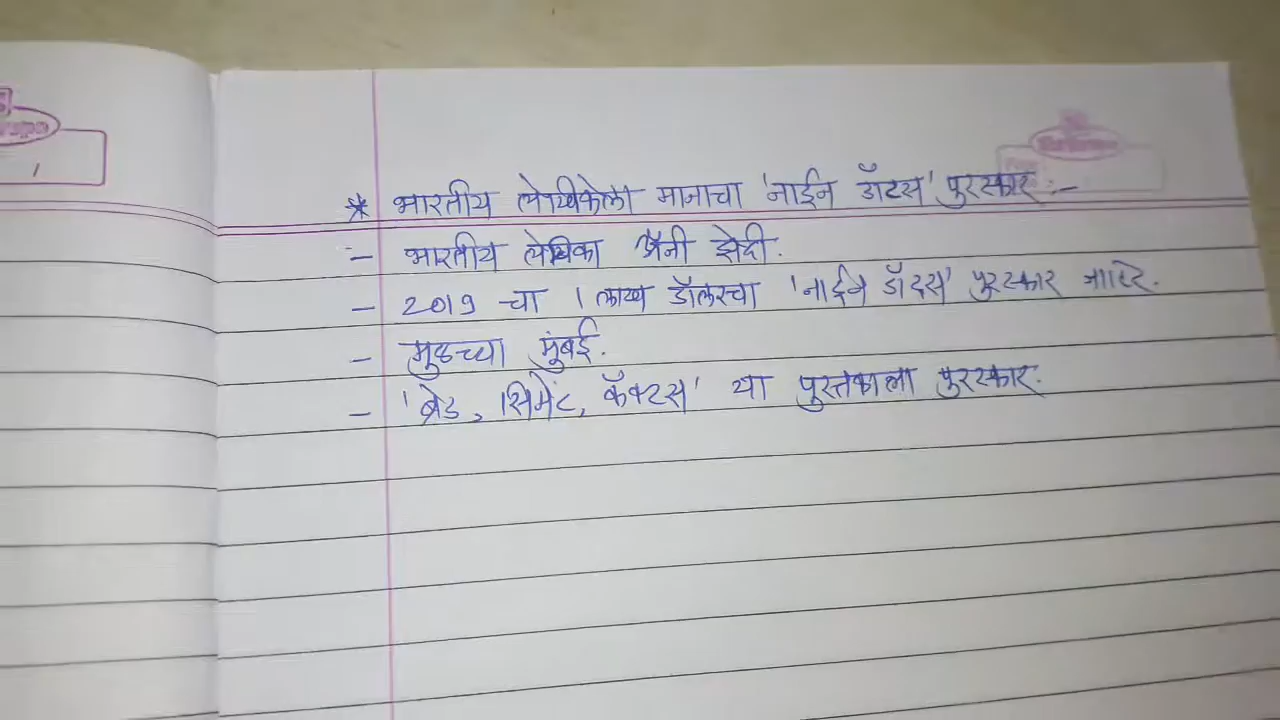 * भारतीय लेखिकेला मानाचा 'नाईन डॉटस' पुरस्कार :-
- भारतीय लेखिका ॲनी झेदी.
- 2019 चा 1 लाख डॉलरचा 'नाईन डॉटस' पुरस्कार जाहिर.
- मुळच्या मुंबई.
- 'ब्रेड, सिमेंट, कॅक्टस' या पुस्तकाला पुरस्कार.